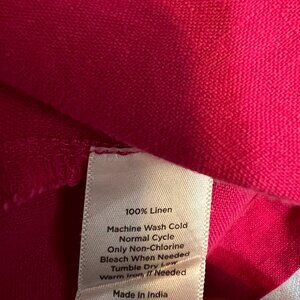 100% Linen
Machine Wash Cold
Normal Cycle
Only Non-Chlorine
Bleach When Needed
Tumble Dry Low
Warm Iron If Needed
Made In India